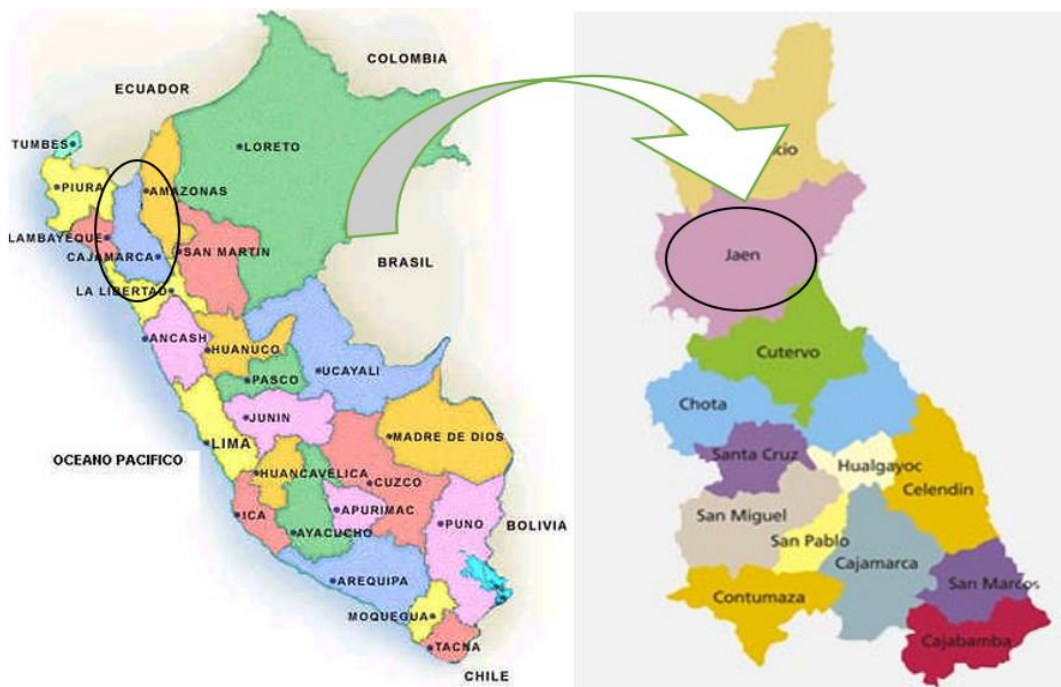 COLOMBIA
ECUADOR
TUMBES
LORETO
PIURA
AMAZONAS
LAMBAYEQUE
CAJAMARCA
SAN MARTIN
BRASIL
LA LIBERTAD
ANCASH
HUANUCO
UCAYALI
PASCO
JUNIN
LIMA
MADRE DE DIOS
OCEANO PACIFICO
HUANCAVELICA
CUZCO
ICA
APURIMAC
PUNO
BOLIVIA
AYACUCHO
AREQUIPA
MOQUEGUA
TACNA
CHILE
cio
Jaen
Cutervo
Chota
Santa Cruz
Hualgayoc
Celendin
San Miguel
San Pablo
Cajamarca
San Marcos
Contumaza
Cajabamba